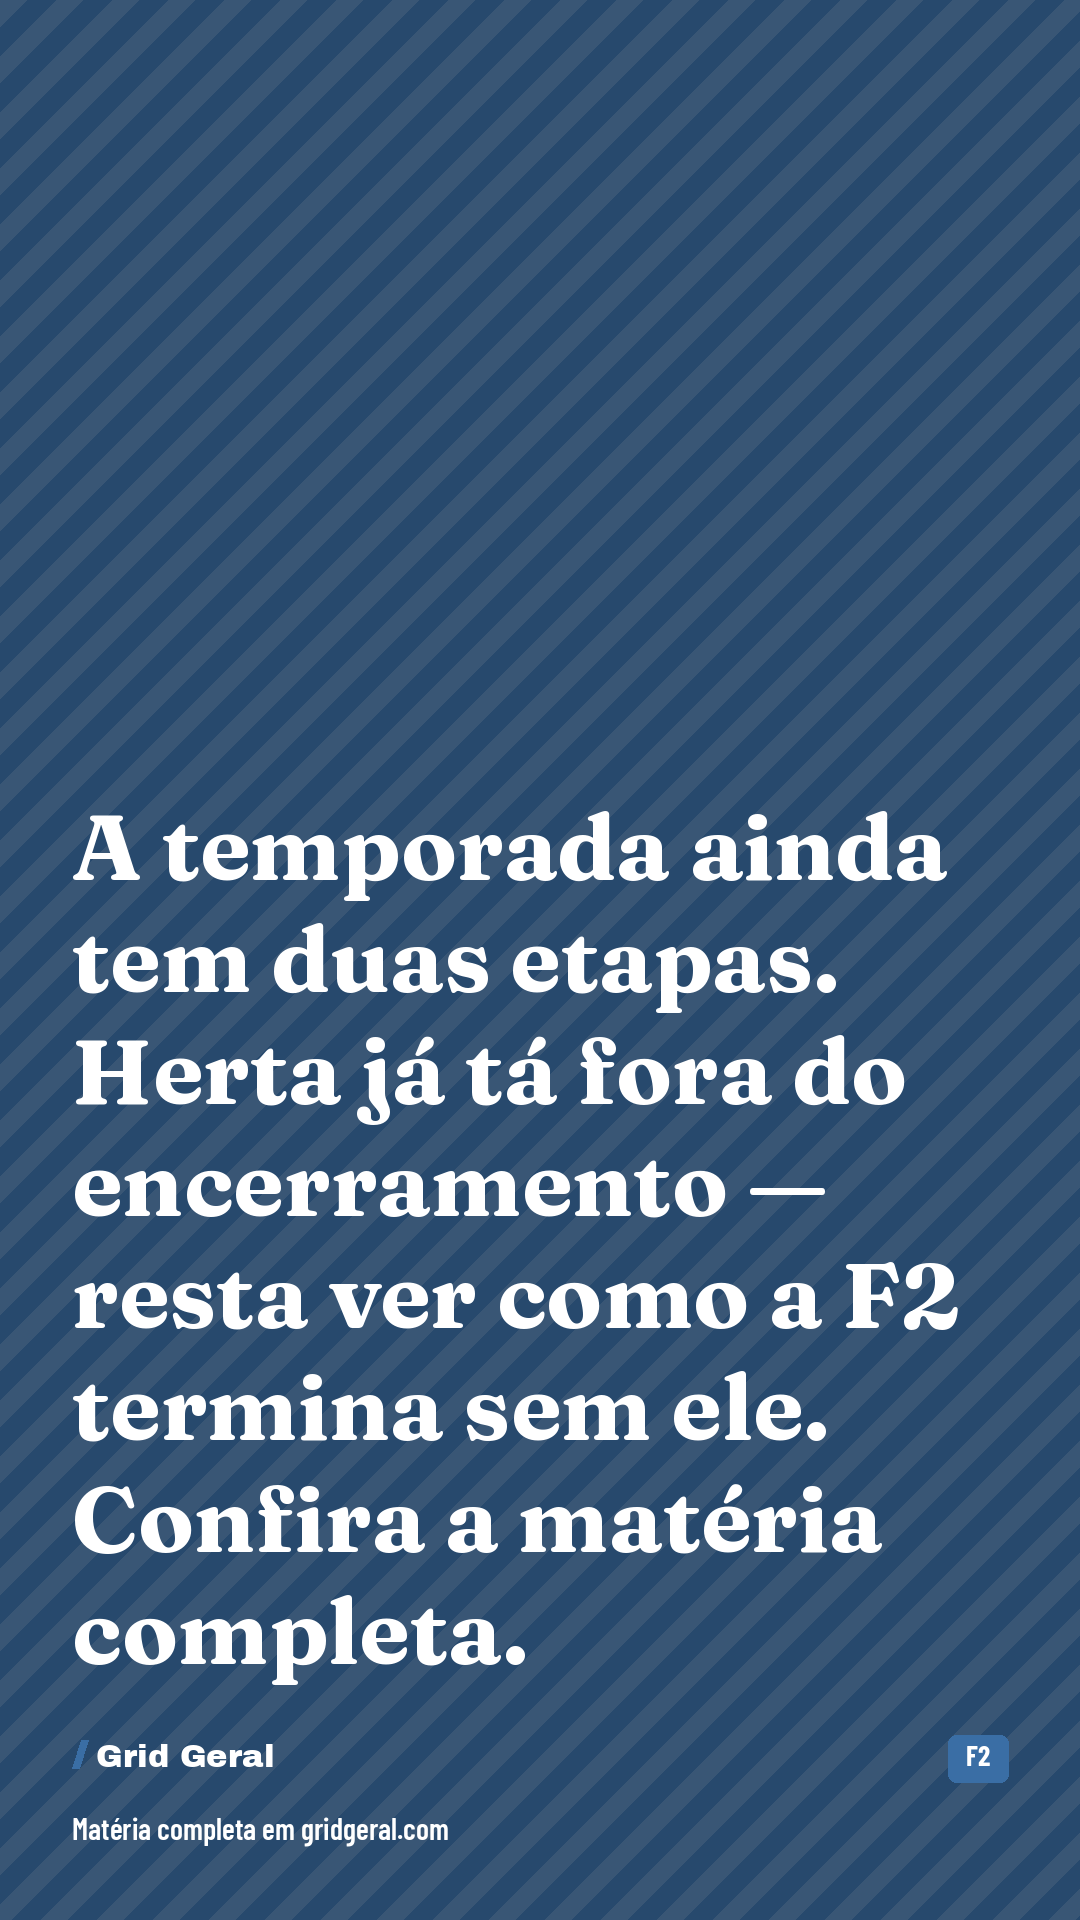 A temporada ainda
tem duas etapas.
Herta já tá fora do
encerramento —
resta ver como a F2
termina sem ele.
Confira a matéria
completa.
Grid Geral
F2
Matéria completa em gridgeral.com